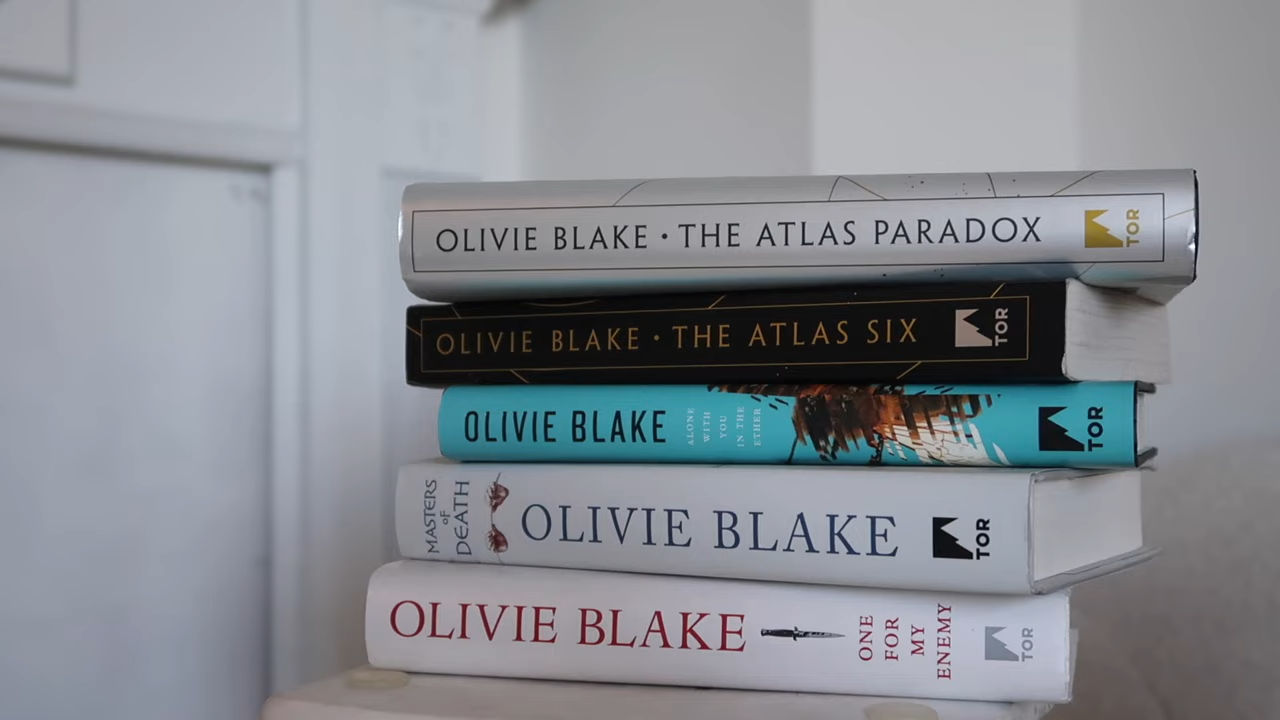 OLIVIE BLAKE • THE ATLAS PARADOX
TOR
OLIVIE BLAKE • THE ATLAS SIX
TOR
OLIVIE BLAKE
ALONE
WITH
YOU
IN THE
ETHER
TOR
MASTERS
OF
DEATH
OLIVIE BLAKE
TOR
OLIVIE BLAKE
ONE
FOR
MY
ENEMY
TOR